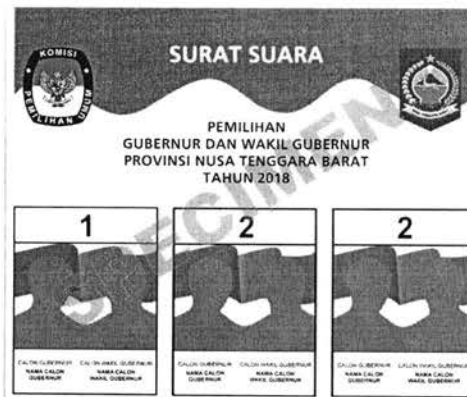 SURAT SUARA
KOMISI
PEMILIHAN UMUM
PEMILIHAN
GUBERNUR DAN WAKIL GUBERNUR
PROVINSI NUSA TENGGARA BARAT
TAHUN 2018
SPECIMEN
1
2
2
CALON GUBERNUR CALON WAKIL GUBERNUR
NAMA CALON GUBERNUR NAMA CALON WAKIL GUBERNUR
CALON GUBERNUR CALON WAKIL GUBERNUR
NAMA CALON GUBERNUR NAMA CALON WAKIL GUBERNUR
CALON GUBERNUR CALON WAKIL GUBERNUR
NAMA CALON GUBERNUR NAMA CALON WAKIL GUBERNUR